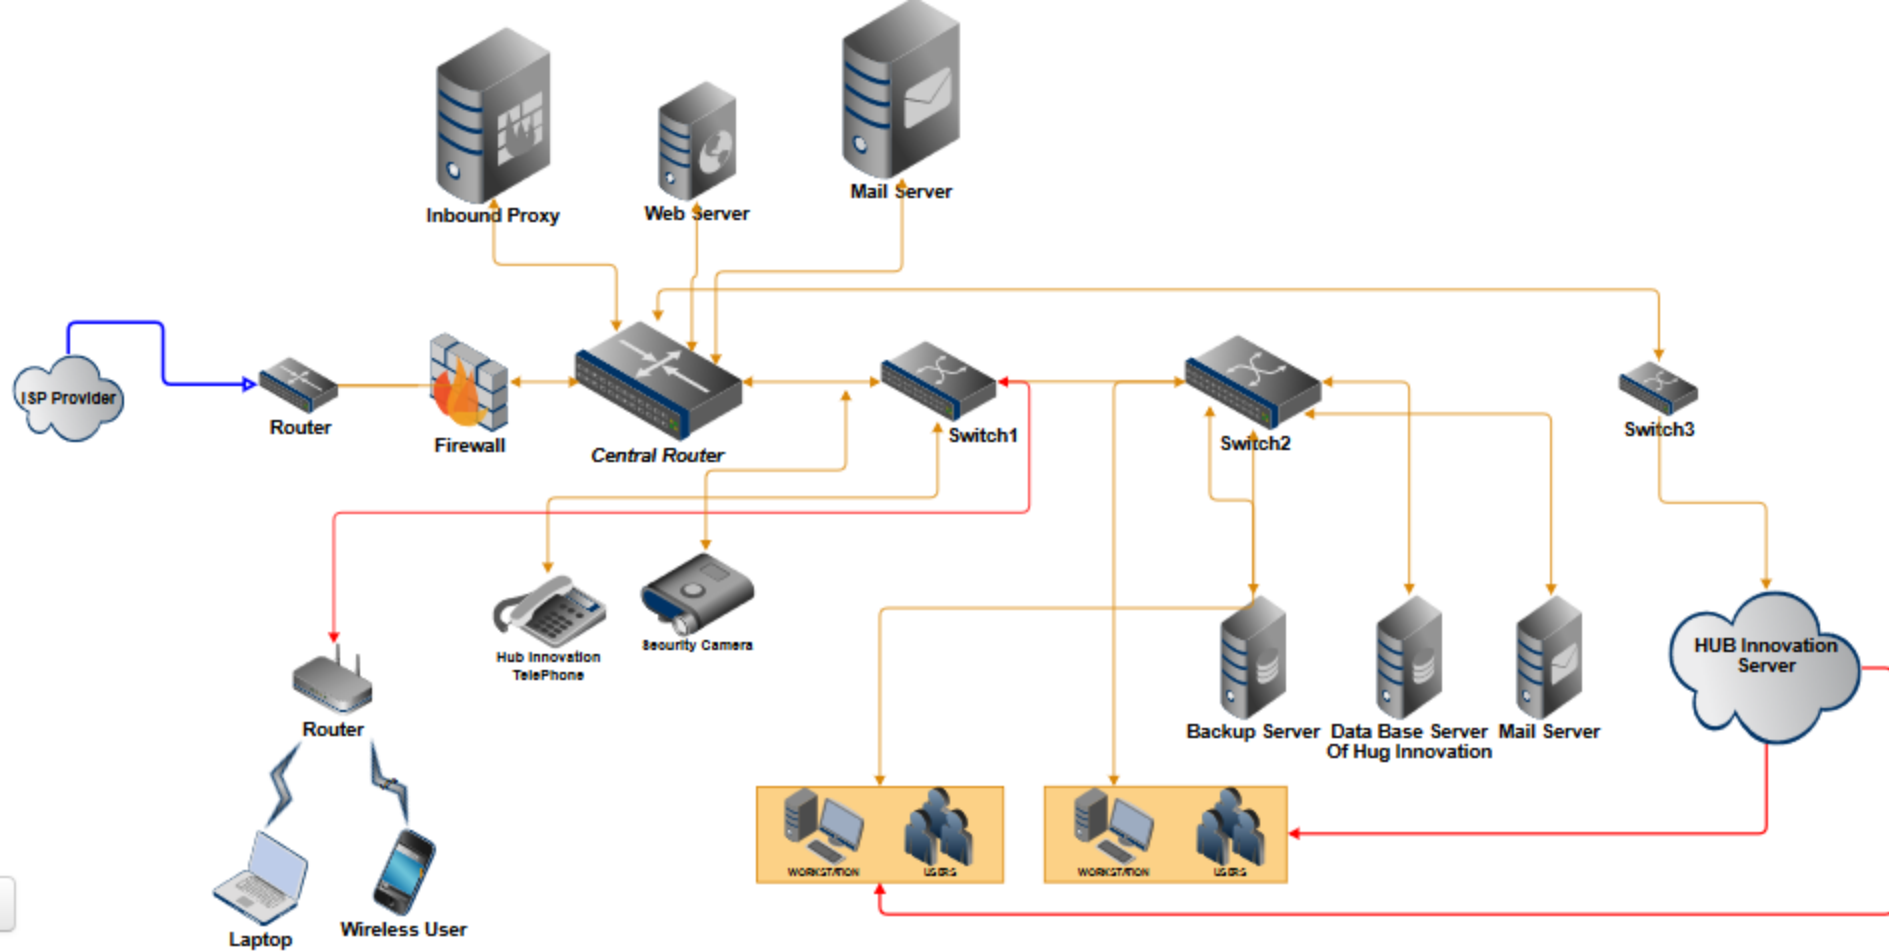 Inbound Proxy
Web Server
Mail Server
ISP Provider
Router
Firewall
Central Router
Switch1
Switch2
Switch3
Hub Innovation
TelePhone
Security Camera
Router
Laptop
Wireless User
Backup Server
Data Base Server
Of Hug Innovation
Mail Server
HUB Innovation
Server
WORKSTATION
USERS
WORKSTATION
USERS